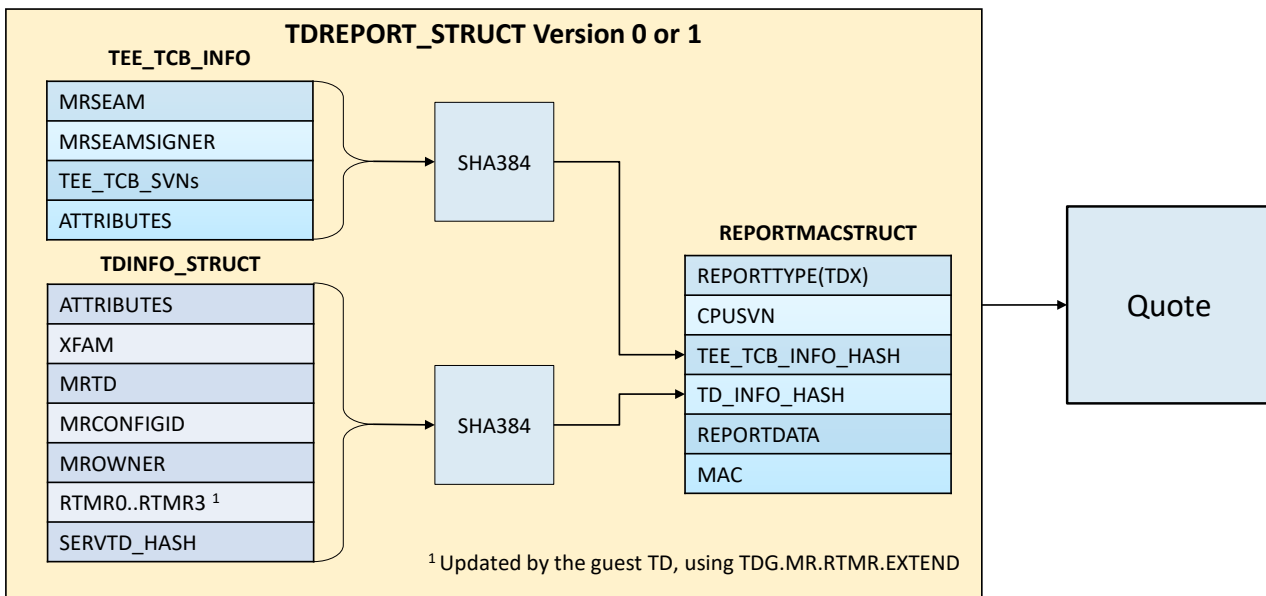 TDREPORT_STRUCT Version 0 or 1
TEE_TCB_INFO
MRSEAM
MRSEAMSIGNER
TEE_TCB_SVNs
ATTRIBUTES
SHA384
TDINFO_STRUCT
ATTRIBUTES
XFAM
MRTD
MRCONFIGID
MROWNER
RTMR0..RTMR3 ¹
SERVTD_HASH
SHA384
REPORTMACSTRUCT
REPORTTYPE(TDX)
CPUSVN
TEE_TCB_INFO_HASH
TD_INFO_HASH
REPORTDATA
MAC
¹ Updated by the guest TD, using TDG.MR.RTMR.EXTEND
Quote